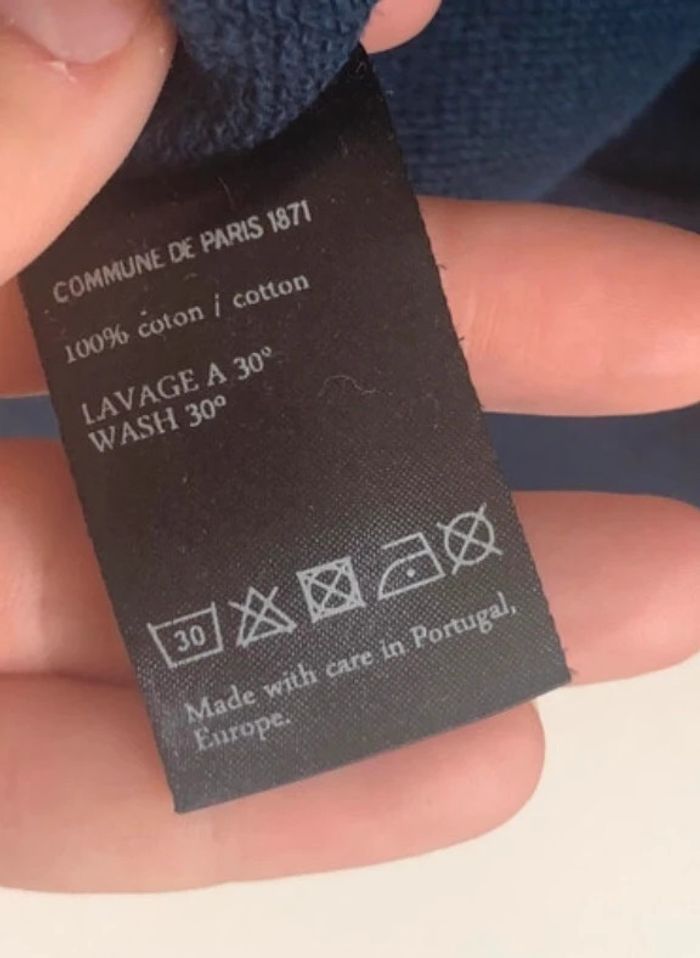 COMMUNE DE PARIS 1871
100% coton / cotton
LAVAGE A 30°
WASH 30°
30
Made with care in Portugal,
Europe.